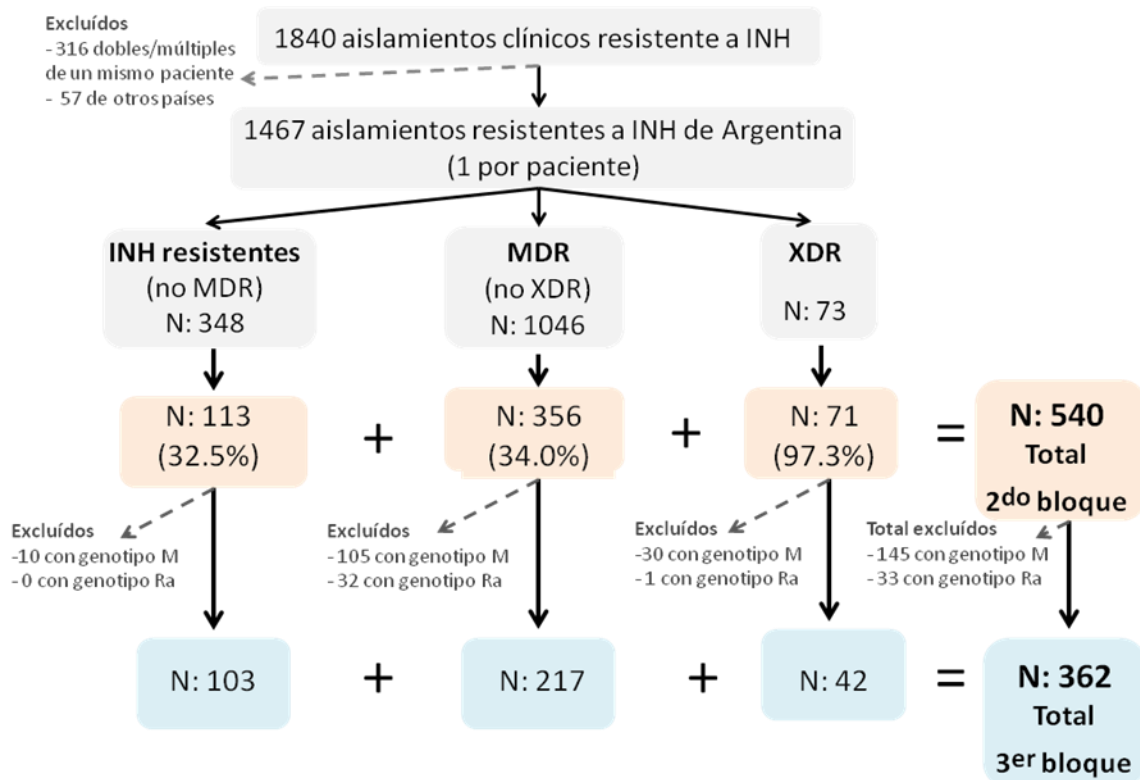 Excluídos
- 316 dobles/múltiples
de un mismo paciente
- 57 de otros países
1840 aislamientos clínicos resistente a INH
1467 aislamientos resistentes a INH de Argentina
(1 por paciente)
INH resistentes
(no MDR)
N: 348
MDR
(no XDR)
N: 1046
XDR
N: 73
N: 113
(32.5%)
+
N: 356
(34.0%)
+
N: 71
(97.3%)
=
N: 540
Total
2do bloque
Excluídos
-10 con genotipo M
- 0 con genotipo Ra
Excluídos
-105 con genotipo M
- 32 con genotipo Ra
Excluídos
-30 con genotipo M
- 1 con genotipo Ra
Total excluídos
-145 con genotipo M
- 33 con genotipo Ra
N: 103
+
N: 217
+
N: 42
=
N: 362
Total
3er bloque